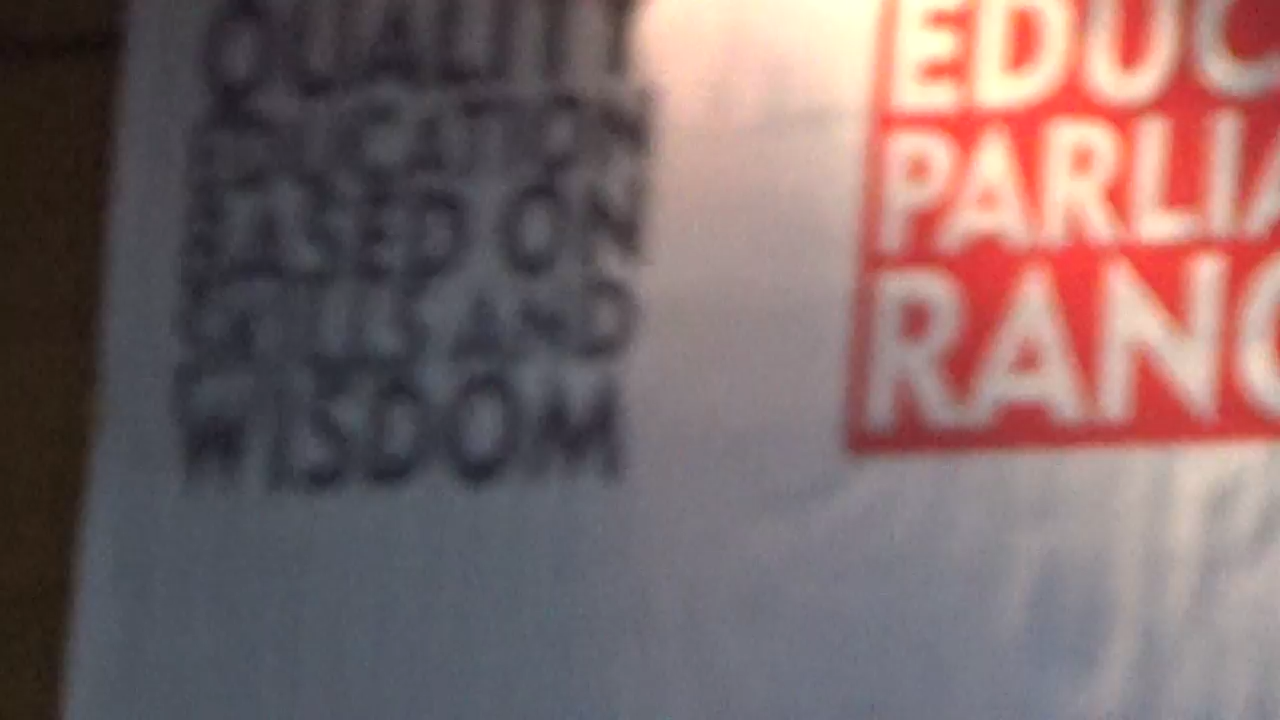 QUALITY
EDUCATION
BASED ON
SKILLS AND
WISDOM
EDUC
PARLIA
RANG